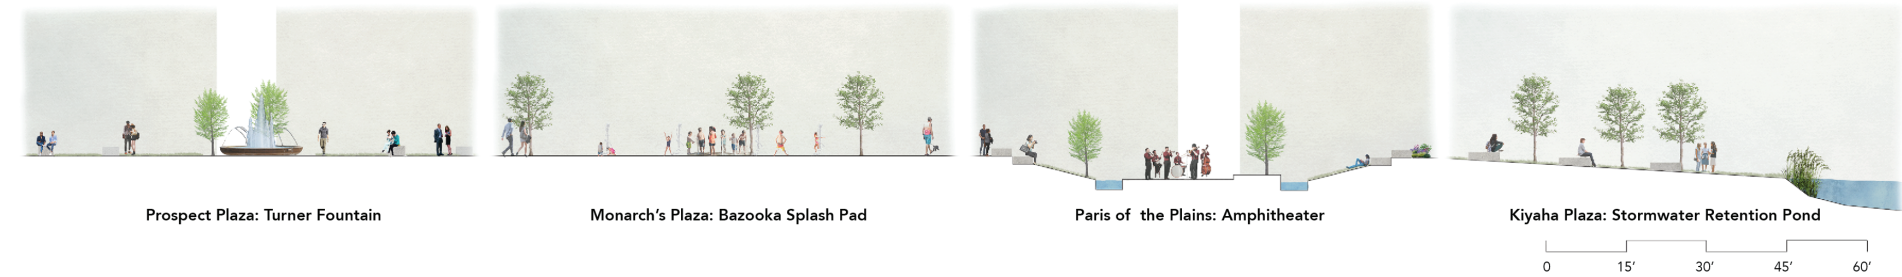 Prospect Plaza: Turner Fountain
Monarch's Plaza: Bazooka Splash Pad
Paris of  the Plains: Amphitheater
Kiyaha Plaza: Stormwater Retention Pond
0 15' 30' 45' 60'